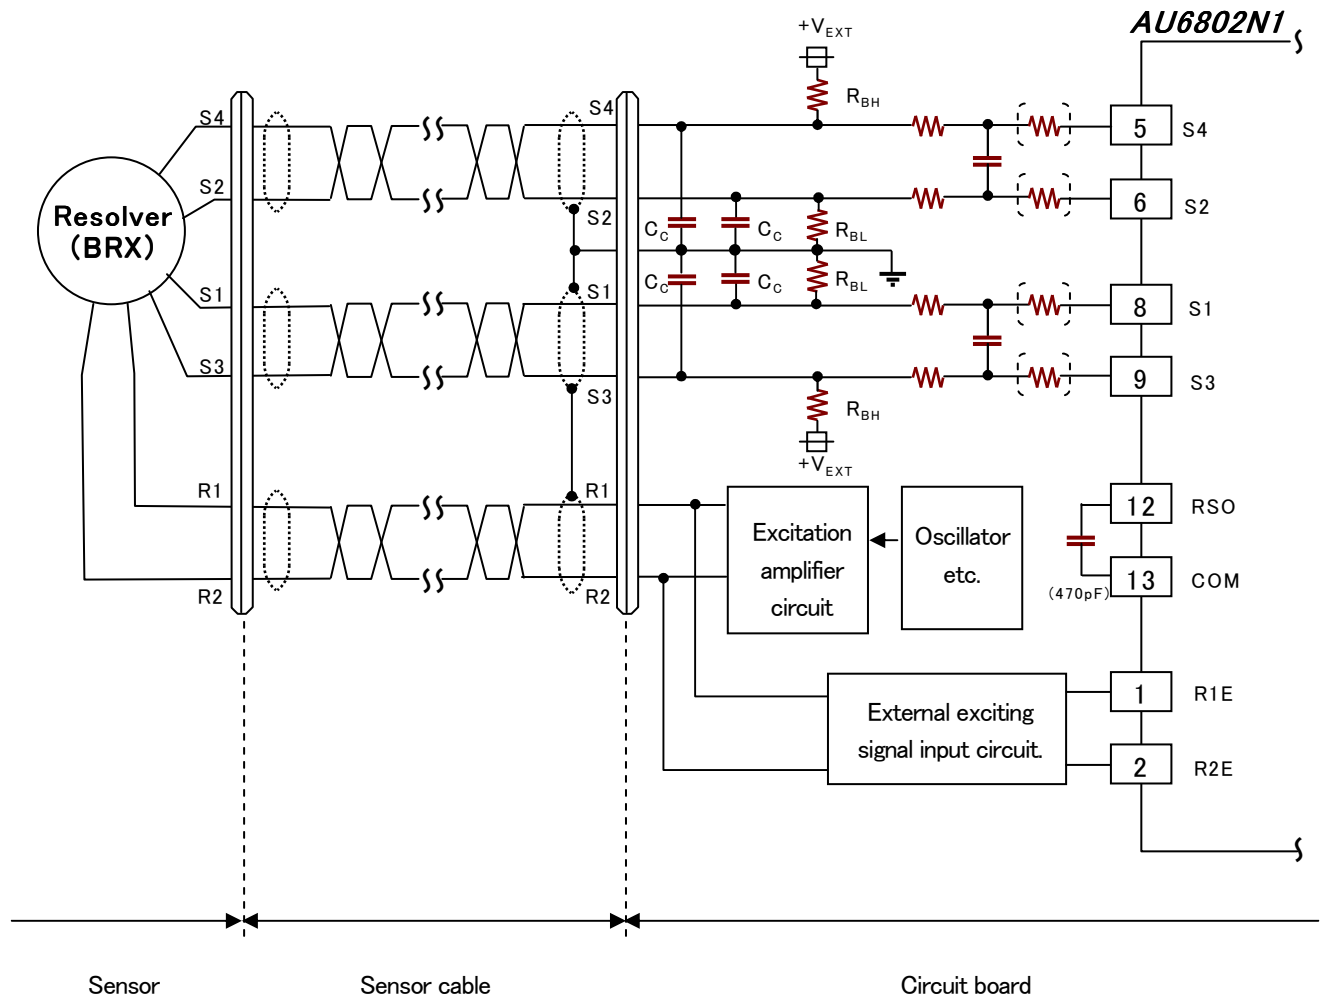 AU6802N1
+VEXT
RBH
S4
S4
5
S4
S2
S2
6
S2
Resolver
(BRX)
CC
CC
RBL
CC
CC
RBL
S1
S1
8
S1
S3
S3
9
S3
RBH
+VEXT
R1
R1
12
RSO
Excitation
amplifier
circuit
Oscillator
etc.
(470pF)
13
COM
R2
R2
1
R1E
External exciting
signal input circuit.
2
R2E
Sensor
Sensor cable
Circuit board